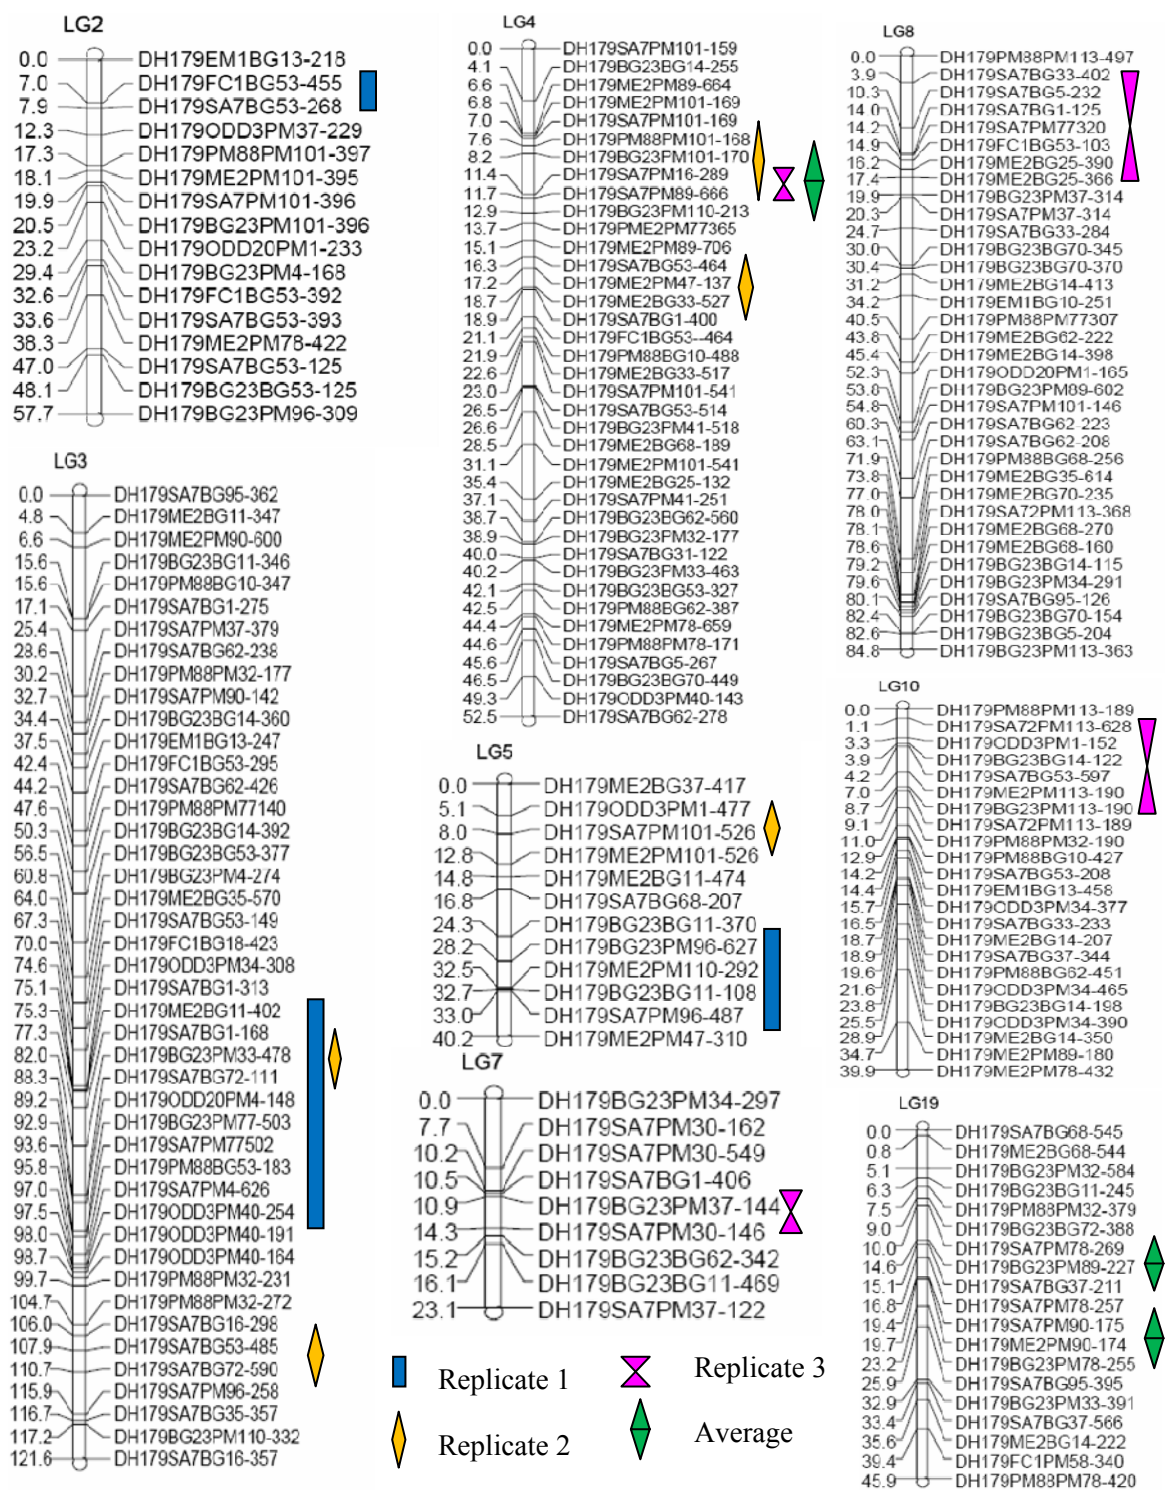 LG2
0.0 DH179EM1BG13-218
7.0 DH179FC1BG53-455
7.9 DH179SA7BG53-268
12.3 DH179ODD3PM37-229
17.3 DH179PM88PM101-397
18.1 DH179ME2PM101-395
19.9 DH179SA7PM101-396
20.5 DH179BG23PM101-396
23.2 DH179ODD20PM1-233
29.4 DH179BG23PM4-168
32.6 DH179FC1BG53-392
33.6 DH179SA7BG53-393
38.3 DH179ME2PM78-422
47.0 DH179SA7BG53-125
48.1 DH179BG23BG53-125
57.7 DH179BG23PM96-309
LG3
0.0 DH179SA7BG95-362
4.8 DH179ME2BG11-347
6.6 DH179ME2PM90-600
15.6 DH179BG23BG11-346
15.6 DH179PM88BG10-347
17.1 DH179SA7BG1-275
25.4 DH179SA7PM37-379
28.6 DH179SA7BG62-238
30.2 DH179PM88PM32-177
32.7 DH179SA7PM90-142
34.4 DH179BG23BG14-360
37.5 DH179EM1BG13-247
42.4 DH179FC1BG53-295
44.2 DH179SA7BG62-426
47.6 DH179PM88PM77140
50.3 DH179BG23BG14-392
56.5 DH179BG23BG53-377
60.8 DH179BG23PM4-274
64.0 DH179ME2BG35-570
67.3 DH179SA7BG53-149
70.0 DH179FC1BG18-423
74.6 DH179ODD3PM34-308
75.1 DH179SA7BG1-313
75.3 DH179ME2BG11-402
77.3 DH179SA7BG1-168
82.0 DH179BG23PM33-478
88.3 DH179SA7BG72-111
89.2 DH179ODD20PM4-148
92.9 DH179BG23PM77-503
93.6 DH179SA7PM77502
95.8 DH179PM88BG53-183
97.0 DH179SA7PM4-626
97.5 DH179ODD3PM40-254
98.0 DH179ODD3PM40-191
98.7 DH179ODD3PM40-164
99.7 DH179PM88PM32-231
104.7 DH179PM88PM32-272
106.0 DH179SA7BG16-298
107.9 DH179SA7BG53-485
110.7 DH179SA7BG72-590
115.9 DH179SA7PM96-258
116.7 DH179SA7BG35-357
117.2 DH179BG23PM110-332
121.6 DH179SA7BG16-357
LG4
0.0 DH179SA7PM101-159
4.1 DH179BG23BG14-255
6.6 DH179ME2PM89-664
6.8 DH179ME2PM101-169
7.0 DH179SA7PM101-169
7.6 DH179PM88PM101-168
8.2 DH179BG23PM101-170
11.4 DH179SA7PM16-289
11.7 DH179SA7PM89-666
12.9 DH179BG23PM110-213
13.7 DH179PME2PM77365
15.1 DH179ME2PM89-706
16.3 DH179SA7BG53-464
17.2 DH179ME2PM47-137
18.7 DH179ME2BG33-527
18.9 DH179SA7BG1-400
21.1 DH179FC1BG53--464
21.9 DH179PM88BG10-488
22.6 DH179ME2BG33-517
23.0 DH179SA7PM101-541
26.5 DH179SA7BG53-514
26.6 DH179BG23PM41-518
28.5 DH179ME2BG68-189
31.1 DH179ME2PM101-541
35.4 DH179ME2BG25-132
37.1 DH179SA7PM41-251
38.7 DH179BG23BG62-560
38.9 DH179BG23PM32-177
40.0 DH179SA7BG31-122
40.2 DH179BG23PM33-463
42.1 DH179BG23BG53-327
42.5 DH179PM88BG62-387
44.4 DH179ME2PM78-659
44.6 DH179PM88PM78-171
45.6 DH179SA7BG5-267
46.5 DH179BG23BG70-449
49.3 DH179ODD3PM40-143
52.5 DH179SA7BG62-278
LG5
0.0 DH179ME2BG37-417
5.1 DH179ODD3PM1-477
8.0 DH179SA7PM101-526
12.8 DH179ME2PM101-526
14.8 DH179ME2BG11-474
16.8 DH179SA7BG68-207
24.3 DH179BG23BG11-370
28.2 DH179BG23PM96-627
32.5 DH179ME2PM110-292
32.7 DH179BG23BG11-108
33.0 DH179SA7PM96-487
40.2 DH179ME2PM47-310
LG7
0.0 DH179BG23PM34-297
7.7 DH179SA7PM30-162
10.2 DH179SA7PM30-549
10.5 DH179SA7BG1-406
10.9 DH179BG23PM37-144
14.3 DH179SA7PM30-146
15.2 DH179BG23BG62-342
16.1 DH179BG23BG11-469
23.1 DH179SA7PM37-122
LG8
0.0 DH179PM88PM113-497
3.9 DH179SA7BG33-402
10.3 DH179SA7BG5-232
14.0 DH179SA7BG1-125
14.2 DH179SA7PM77320
14.9 DH179FC1BG53-103
16.2 DH179ME2BG25-390
17.4 DH179ME2BG25-366
19.9 DH179BG23PM37-314
20.3 DH179SA7PM37-314
24.7 DH179SA7BG33-284
30.0 DH179BG23BG70-345
30.4 DH179BG23BG70-370
31.2 DH179ME2BG14-413
34.2 DH179EM1BG10-251
40.5 DH179PM88PM77307
43.8 DH179ME2BG62-222
45.4 DH179ME2BG14-398
52.3 DH179ODD20PM1-165
53.8 DH179BG23PM89-602
54.8 DH179SA7PM101-146
60.3 DH179SA7BG62-223
63.1 DH179SA7BG62-208
71.9 DH179PM88BG68-256
73.8 DH179ME2BG35-614
77.0 DH179ME2BG70-235
78.0 DH179SA72PM113-368
78.1 DH179ME2BG68-270
78.6 DH179ME2BG68-160
79.2 DH179BG23BG14-115
79.6 DH179BG23PM34-291
80.1 DH179SA7BG95-126
82.4 DH179BG23BG70-154
82.6 DH179BG23BG5-204
84.8 DH179BG23PM113-363
LG10
0.0 DH179PM88PM113-189
1.1 DH179SA72PM113-628
3.3 DH179ODD3PM1-152
3.9 DH179BG23BG14-122
4.2 DH179SA7BG53-597
7.0 DH179ME2PM113-190
8.7 DH179BG23PM113-190
9.1 DH179SA72PM113-189
11.0 DH179PM88PM32-190
12.9 DH179PM88BG10-427
14.2 DH179SA7BG53-208
14.4 DH179EM1BG13-458
15.7 DH179ODD3PM34-377
16.5 DH179SA7BG33-233
18.7 DH179ME2BG14-207
18.9 DH179SA7BG37-344
19.6 DH179PM88BG62-451
21.6 DH179ODD3PM34-465
23.8 DH179BG23BG14-198
25.5 DH179ODD3PM34-390
28.9 DH179ME2BG14-350
34.7 DH179ME2PM89-180
39.9 DH179ME2PM78-432
LG19
0.0 DH179SA7BG68-545
0.8 DH179ME2BG68-544
5.1 DH179BG23PM32-584
6.3 DH179BG23BG11-245
7.5 DH179PM88PM32-379
9.0 DH179BG23BG72-388
10.0 DH179SA7PM78-269
14.6 DH179BG23PM89-227
15.1 DH179SA7BG37-211
16.8 DH179SA7PM78-257
19.4 DH179SA7PM90-175
19.7 DH179ME2PM90-174
23.2 DH179BG23PM78-255
25.9 DH179SA7BG95-395
32.9 DH179BG23PM33-391
33.4 DH179SA7BG37-566
35.6 DH179ME2BG14-222
39.4 DH179FC1PM58-340
45.9 DH179PM88PM78-420
Replicate 1
Replicate 2
Replicate 3
Average